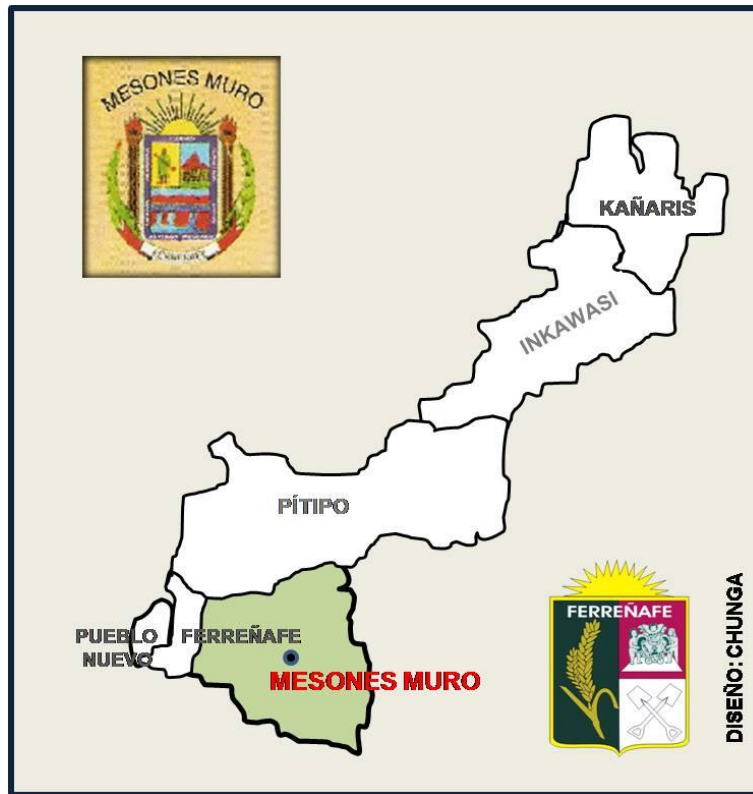 MESONES MURO
KAÑARIS
INKAWASI
PÍTIPO
PUEBLO
NUEVO
FERREÑAFE
MESONES MURO
FERREÑAFE
DISEÑO: CHUNGA